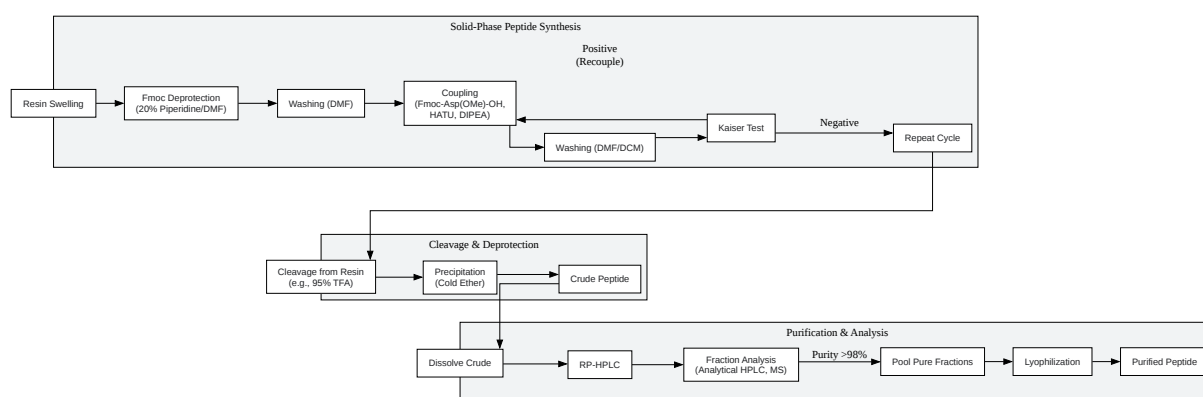 Solid-Phase Peptide Synthesis
Positive
(Recouple)
Resin Swelling
Fmoc Deprotection
(20% Piperidine/DMF)
Washing (DMF)
Coupling
(Fmoc-Asp(OMe)-OH,
HATU, DIPEA)
Washing (DMF/DCM)
Kaiser Test
Negative
Repeat Cycle
Cleavage & Deprotection
Cleavage from Resin
(e.g., 95% TFA)
Precipitation
(Cold Ether)
Crude Peptide
Purification & Analysis
Dissolve Crude
RP-HPLC
Fraction Analysis
(Analytical HPLC, MS)
Purity >98%
Pool Pure Fractions
Lyophilization
Purified Peptide